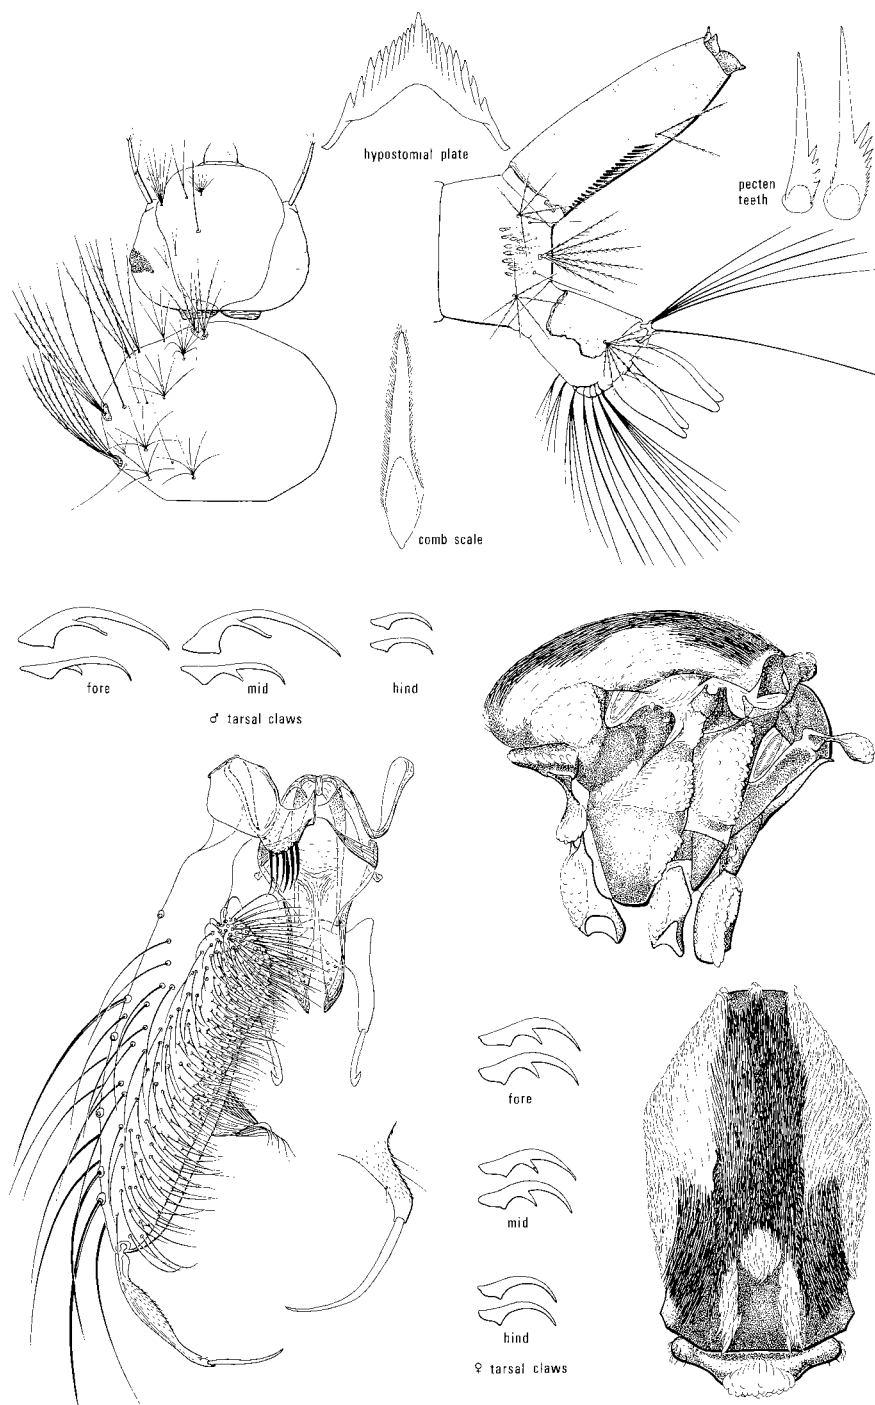 hypostomial plate
pecten
teeth
comb scale
fore
mid
hind
♂ tarsal claws
fore
mid
hind
♀ tarsal claws